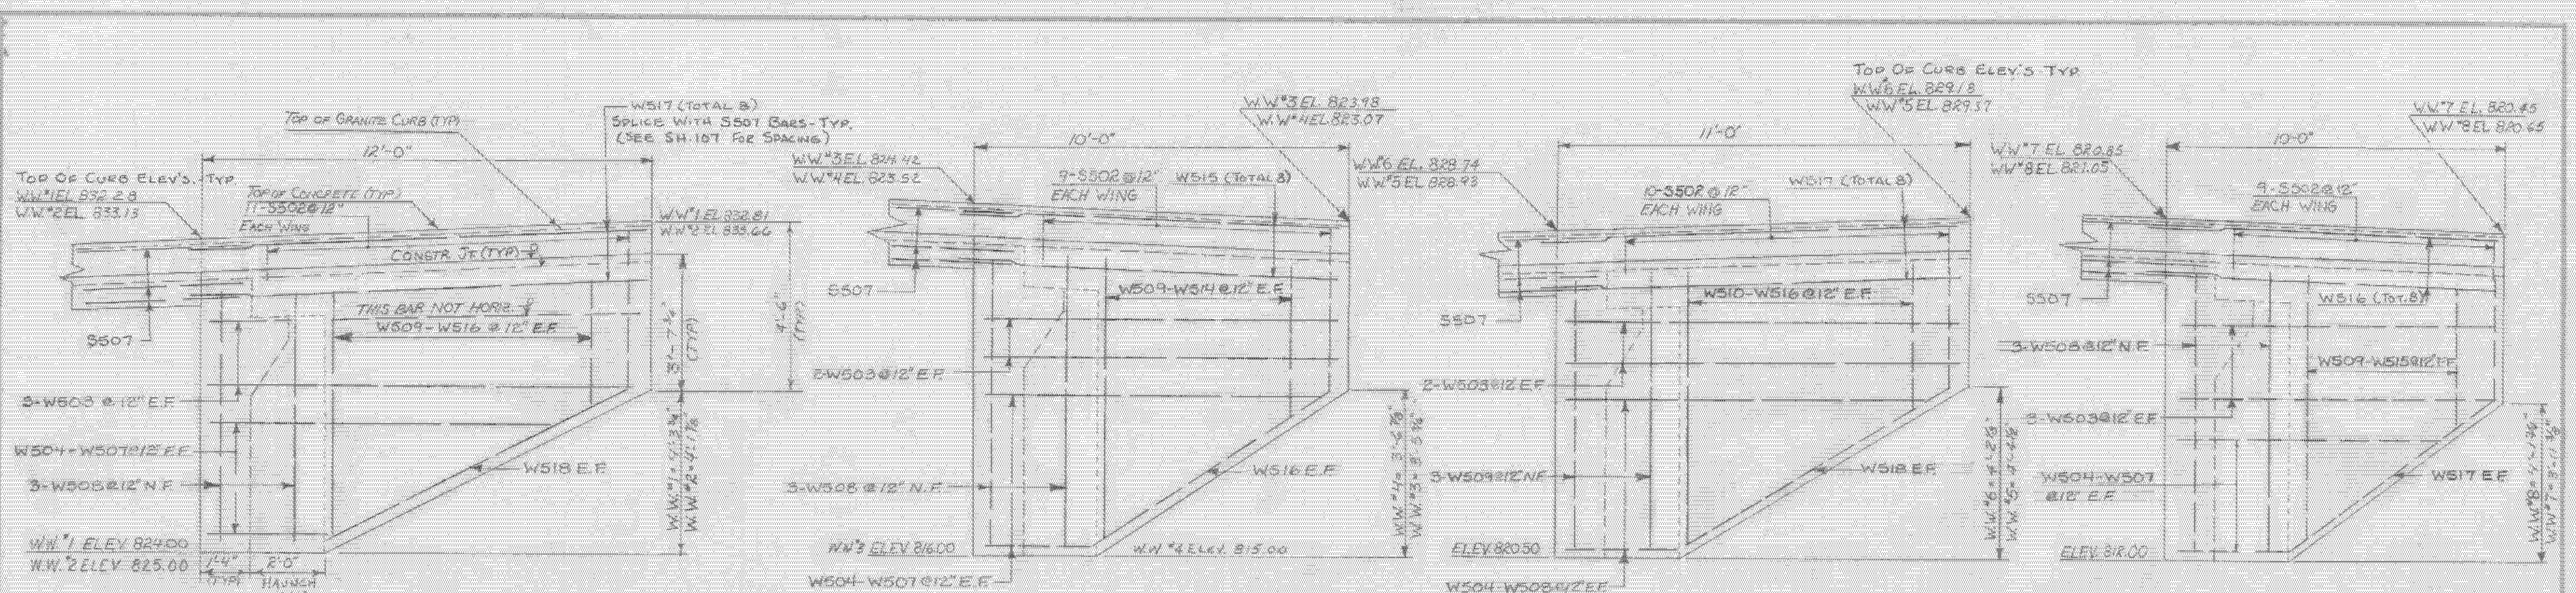 TOP OF GRANITE CURB (TYP)
W517 (TOTAL 8)
SPLICE WITH S507 BARS-TYP.
(SEE SH. 107 FOR SPACING)
12'-0"
TOP OF CURB ELEV'S.-TYP.
W.W.#1 EL 832.28
W.W.#2 EL 833.13
TOP OF CONCRETE (TYP.)
11-S502@12"
EACH WING
W.W.#1 EL 832.81
W.W.#2 EL 833.66
CONSTR. JT. (TYP)
THIS BAR NOT HORIZ.
W509-W516 @ 12" E.F.
S507
3'-7 3/4"
(TYP)
4'-6"
(TYP)
3-W503 @ 12" E.F.
W504-W507@12" E.F.
3-W508@12" N.F.
W518 E.F.
W.W.#1 ELEV 824.00
W.W.#2 ELEV 825.00
1'-4"
(TYP)
2'-0"
HAUNCH
W.W.#3 EL. 823.98
W.W.#4 EL 823.07
10'-0"
W.W.#3 EL 824.42
W.W.#4 EL. 823.52
9-S502@12"
EACH WING
W515 (TOTAL 8)
S507
W509-W514@12" E.F.
2-W503@12" E.F.
3-W508@12" N.F.
W516 E.F.
W.W.#3 ELEV 816.00
W.W.#4 ELEV. 815.00
W504-W507@12" E.F.
TOP OF CURB ELEV'S-TYP.
W.W.#6 EL. 829.18
W.W.#5 EL 829.37
11'-0"
W.W.#6 EL. 828.74
W.W.#5 EL 828.93
10-S502@12"
EACH WING
W517 (TOTAL 8)
S507
W510-W516@12" E.F.
2-W503@12" E.F.
3-W509@12" N.F.
W518 E.F.
ELEV. 820.50
W504-W508@12" E.F.
W.W.#7 EL. 820.45
W.W.#8 EL 820.65
10'-0"
W.W.#7 EL 820.85
W.W.#8 EL 821.05
9-S502@12"
EACH WING
S507
W516 (TOT. 8)
3-W508@12" N.F.
W509-W515@12" E.F.
3-W503@12" E.F.
W504-W507
@12" E.F.
W517 E.F.
ELEV. 812.00